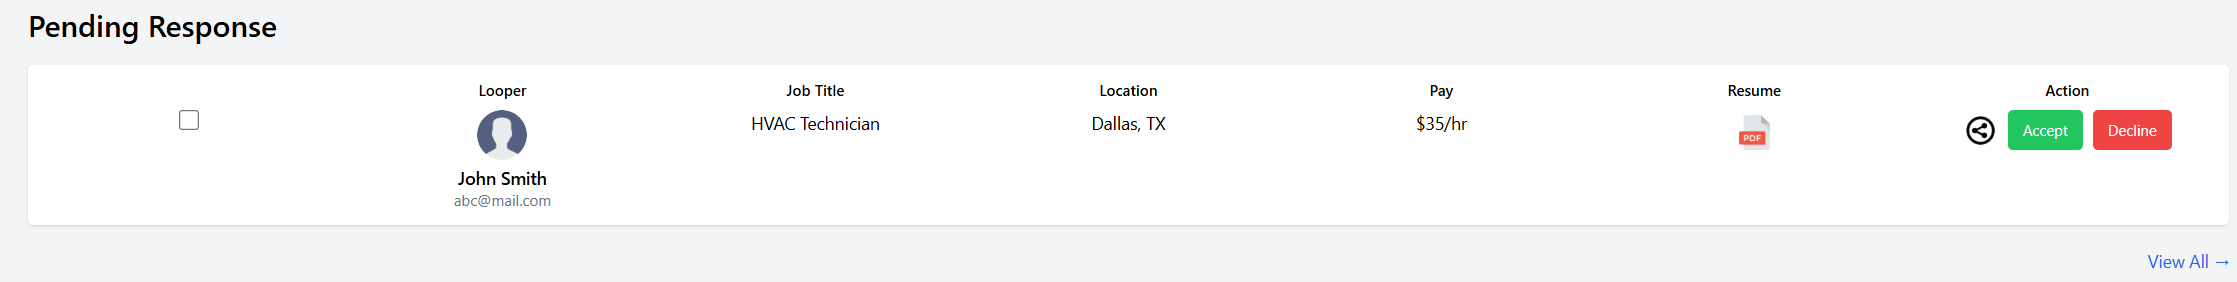 Pending Response
Looper Job Title Location Pay Resume Action
HVAC Technician Dallas, TX $35/hr PDF Accept Decline
John Smith
abc@mail.com
View All →